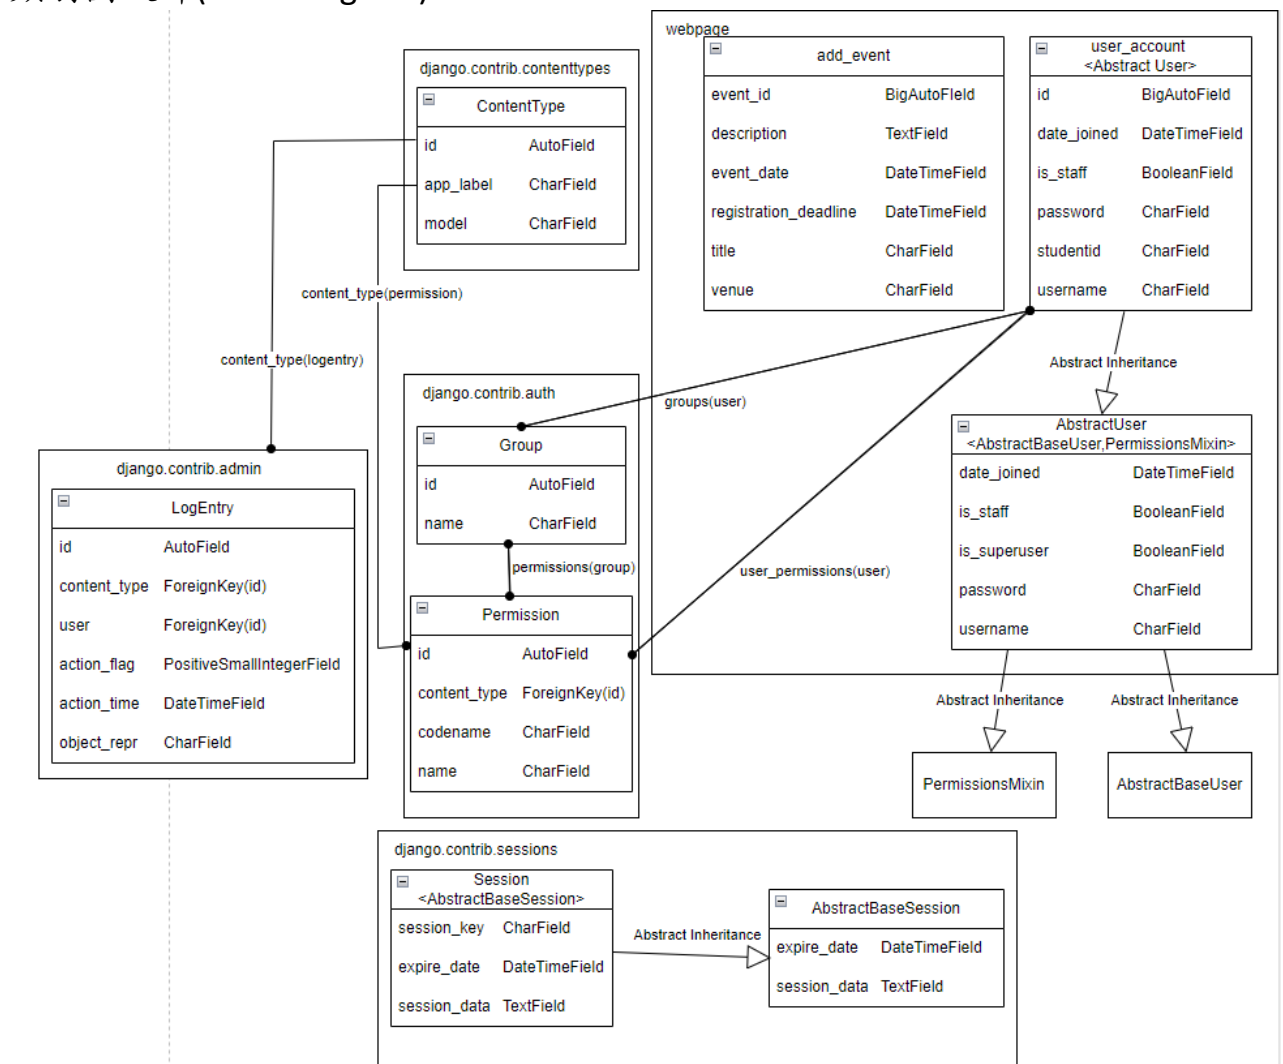 webpage
django.contrib.contenttypes
ContentType
id AutoField
app_label CharField
model CharField
add_event
event_id BigAutoFIeld
description TextField
event_date DateTimeField
registration_deadline DateTimeField
title CharField
venue CharField
user_account
<Abstract User>
id BigAutoField
date_joined DateTimeField
is_staff BooleanField
password CharField
studentid CharField
username CharField
content_type(permission)
content_type(logentry)
Abstract Inheritance
groups(user)
django.contrib.auth
Group
id AutoField
name CharField
permissions(group)
user_permissions(user)
Permission
id AutoField
content_type ForeignKey(id)
codename CharField
name CharField
AbstractUser
<AbstractBaseUser,PermissionsMixin>
date_joined DateTimeField
is_staff BooleanField
is_superuser BooleanField
password CharField
username CharField
django.contrib.admin
LogEntry
id AutoField
content_type ForeignKey(id)
user ForeignKey(id)
action_flag PositiveSmallIntegerField
action_time DateTimeField
object_repr CharField
Abstract Inheritance
Abstract Inheritance
PermissionsMixin
AbstractBaseUser
django.contrib.sessions
Session
<AbstractBaseSession>
session_key CharField
expire_date DateTimeField
session_data TextField
Abstract Inheritance
AbstractBaseSession
expire_date DateTimeField
session_data TextField